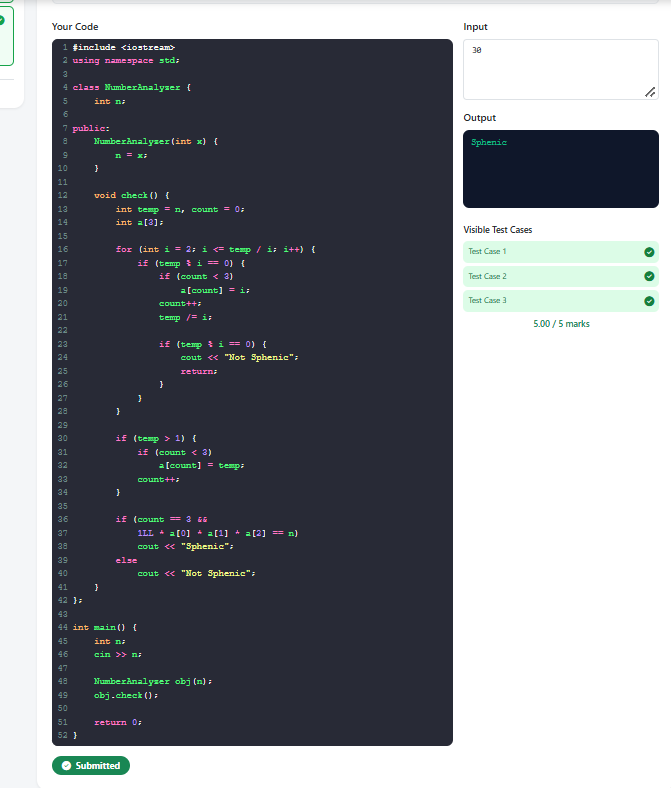 Your Code
1 #include <iostream>
2 using namespace std;
3
4 class NumberAnalyzer {
5     int n;
6
7 public:
8     NumberAnalyzer(int x) {
9         n = x;
10     }
11
12     void check() {
13         int temp = n, count = 0;
14         int a[3];
15
16         for (int i = 2; i <= temp / i; i++) {
17             if (temp % i == 0) {
18                 if (count < 3)
19                     a[count] = i;
20                 count++;
21                 temp /= i;
22
23                 if (temp % i == 0) {
24                     cout << "Not Sphenic";
25                     return;
26                 }
27             }
28         }
29
30         if (temp > 1) {
31             if (count < 3)
32                 a[count] = temp;
33             count++;
34         }
35
36         if (count == 3 &&
37             1LL * a[0] * a[1] * a[2] == n)
38             cout << "Sphenic";
39         else
40             cout << "Not Sphenic";
41     }
42 };
43
44 int main() {
45     int n;
46     cin >> n;
47
48     NumberAnalyzer obj(n);
49     obj.check();
50
51     return 0;
52 }
Submitted
Input
30
Output
Sphenic
Visible Test Cases
Test Case 1
Test Case 2
Test Case 3
5.00 / 5 marks